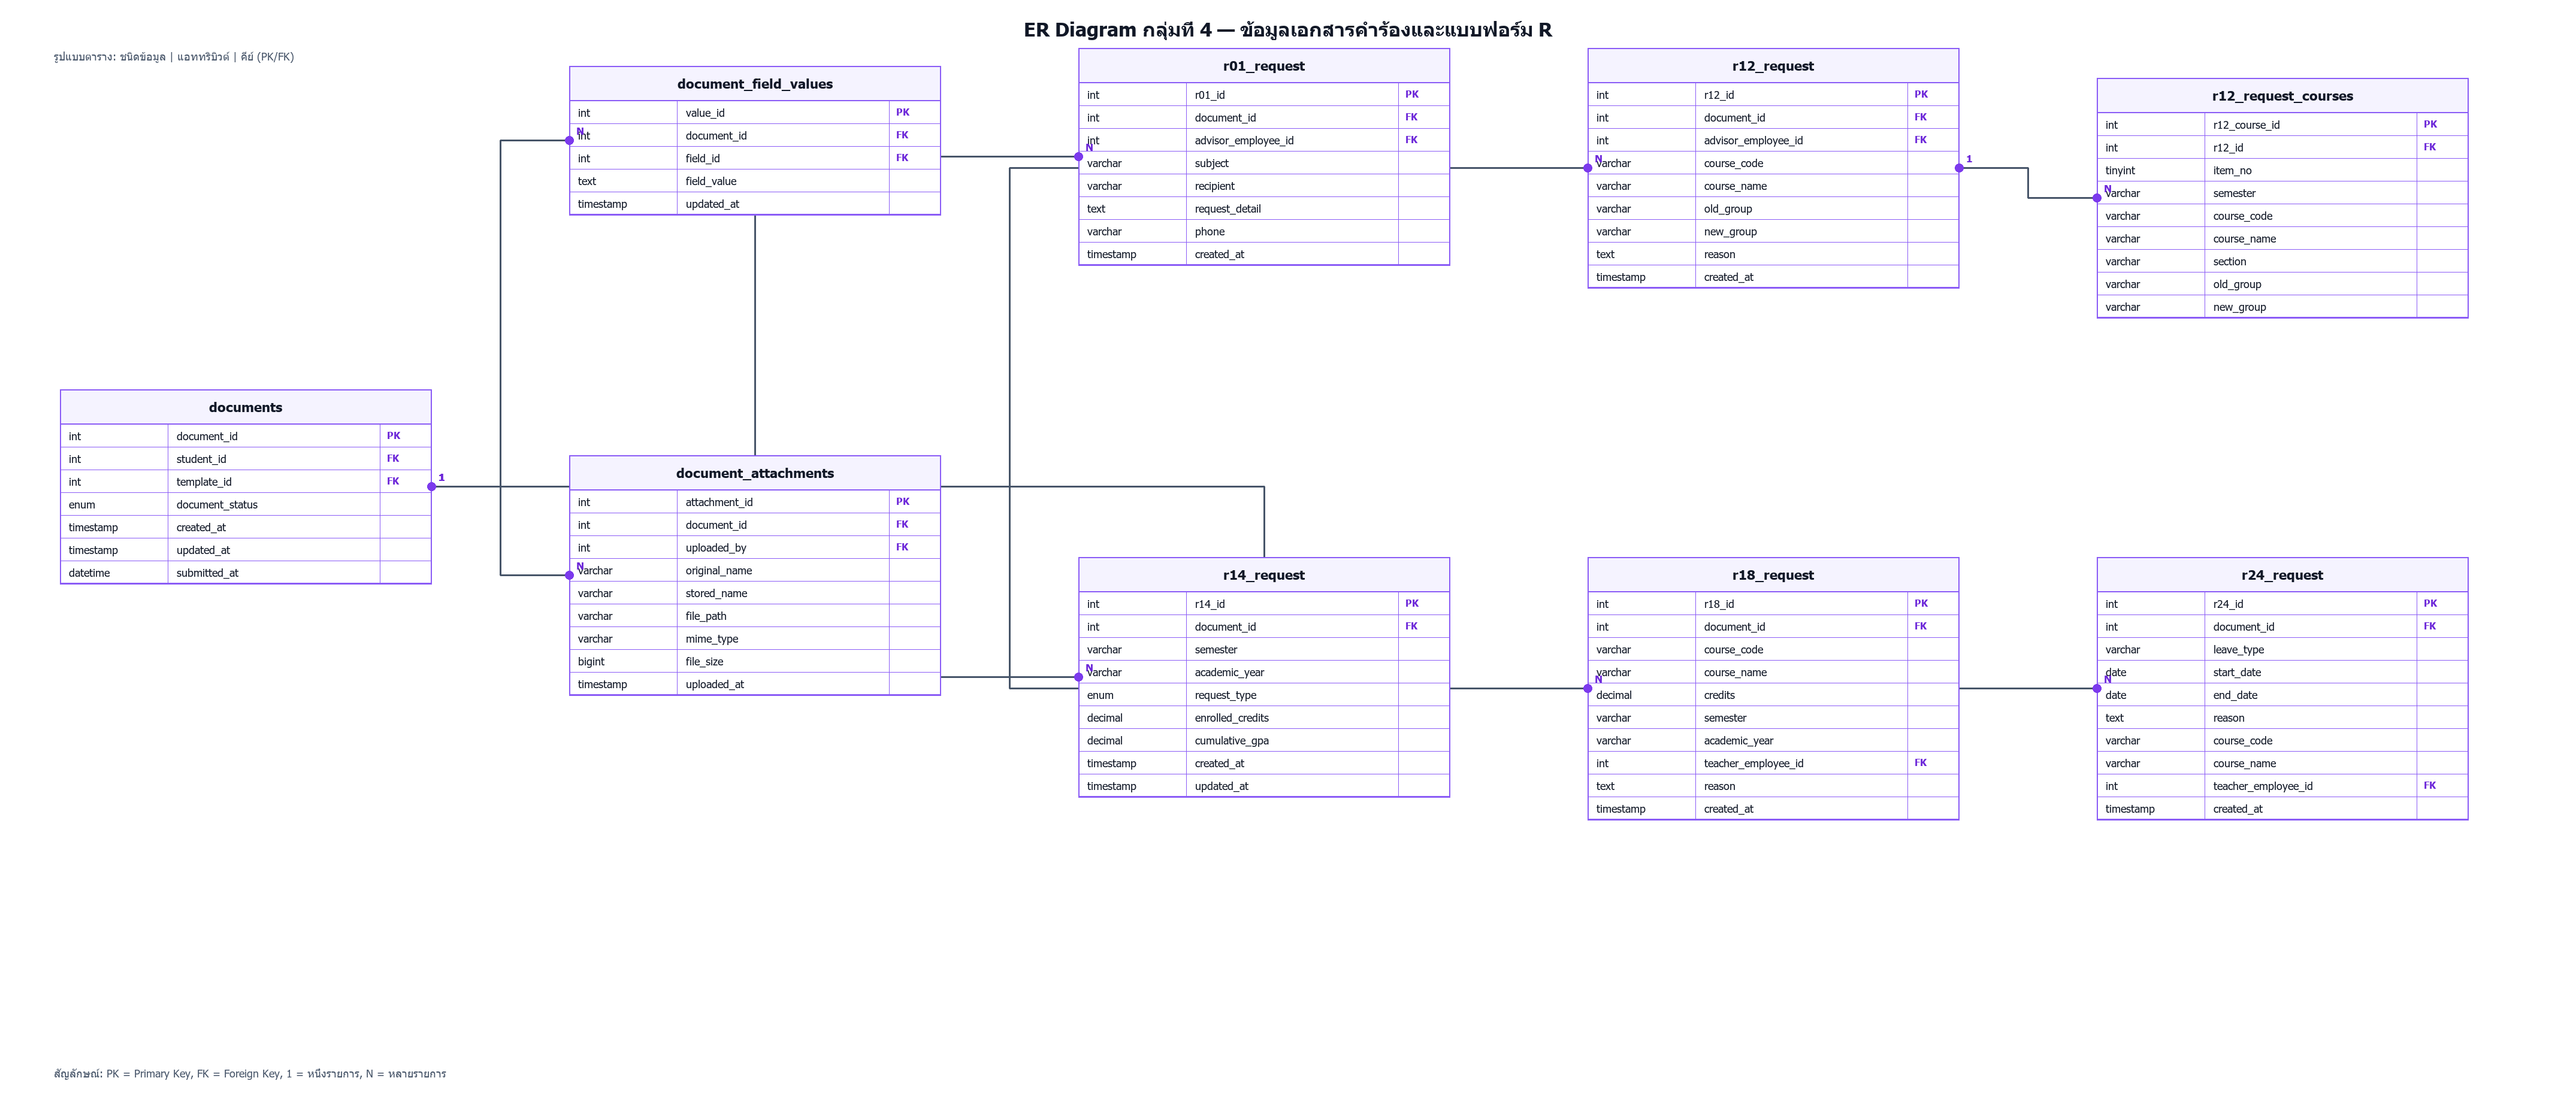 ER Diagram กลุ่มที่ 4 — ข้อมูลเอกสารคำร้องและแบบฟอร์ม R
รูปแบบตาราง: ชนิดข้อมูล | แอททริบิวต์ | คีย์ (PK/FK)
document_field_values
int value_id PK
int document_id FK
int field_id FK
text field_value
timestamp updated_at
N
r01_request
int r01_id PK
int document_id FK
int advisor_employee_id FK
varchar subject
varchar recipient
text request_detail
varchar phone
timestamp created_at
N
r12_request
int r12_id PK
int document_id FK
int advisor_employee_id FK
varchar course_code
varchar course_name
varchar old_group
varchar new_group
text reason
timestamp created_at
N
1
r12_request_courses
int r12_course_id PK
int r12_id FK
tinyint item_no
varchar semester
varchar course_code
varchar course_name
varchar section
varchar old_group
varchar new_group
N
documents
int document_id PK
int student_id FK
int template_id FK
enum document_status
timestamp created_at
timestamp updated_at
datetime submitted_at
1
document_attachments
int attachment_id PK
int document_id FK
int uploaded_by FK
varchar original_name
varchar stored_name
varchar file_path
varchar mime_type
bigint file_size
timestamp uploaded_at
N
r14_request
int r14_id PK
int document_id FK
varchar semester
varchar academic_year
enum request_type
decimal enrolled_credits
decimal cumulative_gpa
timestamp created_at
timestamp updated_at
N
r18_request
int r18_id PK
int document_id FK
varchar course_code
varchar course_name
decimal credits
varchar semester
varchar academic_year
int teacher_employee_id FK
text reason
timestamp created_at
N
r24_request
int r24_id PK
int document_id FK
varchar leave_type
date start_date
date end_date
text reason
varchar course_code
varchar course_name
int teacher_employee_id FK
timestamp created_at
N
สัญลักษณ์: PK = Primary Key, FK = Foreign Key, 1 = หนึ่งรายการ, N = หลายรายการ